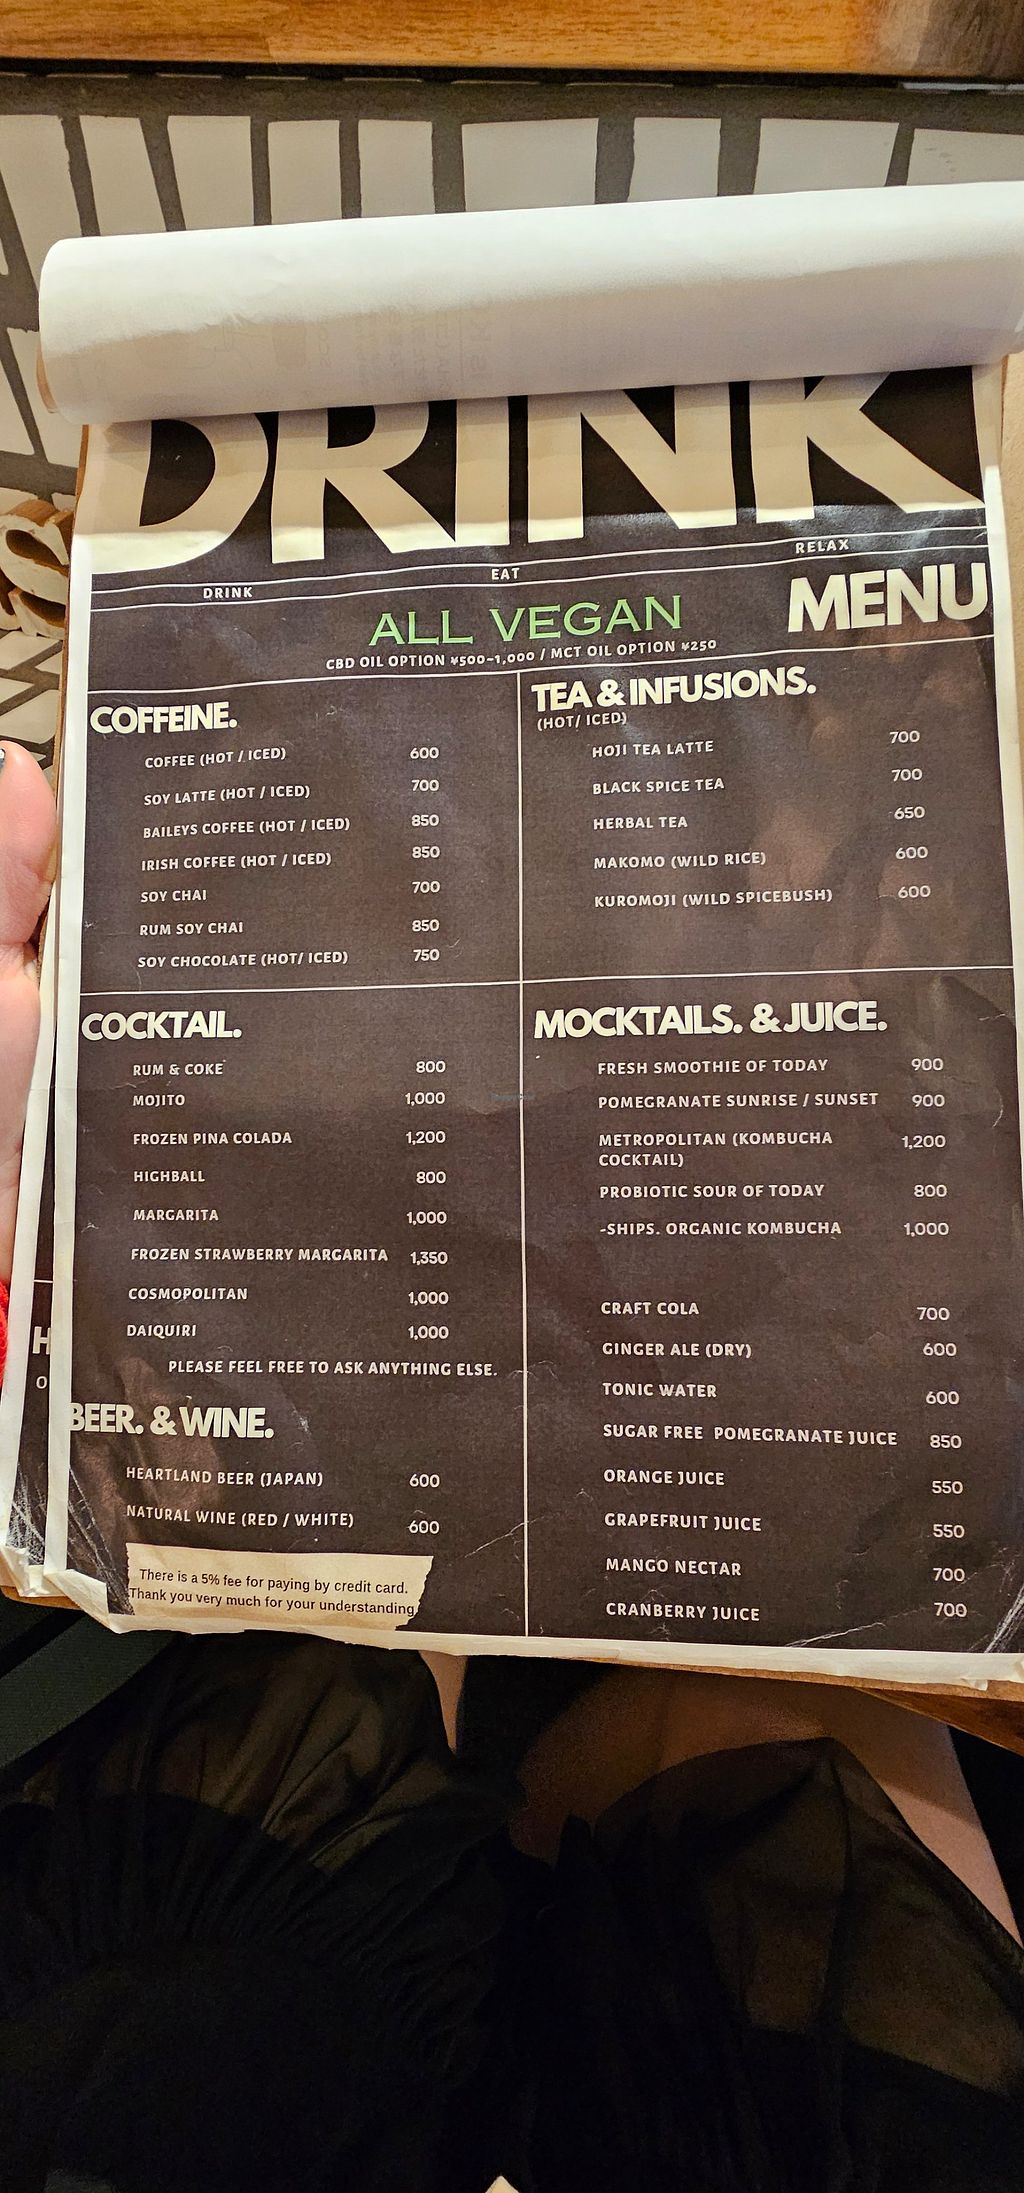 DRINK
DRINK
EAT
RELAX
ALL VEGAN
MENU
CBD OIL OPTION ¥500-1,000 / MCT OIL OPTION ¥250
COFFEINE.
COFFEE (HOT / ICED) 600
SOY LATTE (HOT / ICED) 700
BAILEYS COFFEE (HOT / ICED) 850
IRISH COFFEE (HOT / ICED) 850
SOY CHAI 700
RUM SOY CHAI 850
SOY CHOCOLATE (HOT/ ICED) 750
TEA & INFUSIONS.
(HOT/ ICED)
HOJI TEA LATTE 700
BLACK SPICE TEA 700
HERBAL TEA 650
MAKOMO (WILD RICE) 600
KUROMOJI (WILD SPICEBUSH) 600
COCKTAIL.
RUM & COKE 800
MOJITO 1,000
FROZEN PINA COLADA 1,200
HIGHBALL 800
MARGARITA 1,000
FROZEN STRAWBERRY MARGARITA 1,350
COSMOPOLITAN 1,000
DAIQUIRI 1,000
PLEASE FEEL FREE TO ASK ANYTHING ELSE.
BEER. & WINE.
HEARTLAND BEER (JAPAN) 600
NATURAL WINE (RED / WHITE) 600
There is a 5% fee for paying by credit card.
Thank you very much for your understanding
MOCKTAILS. & JUICE.
FRESH SMOOTHIE OF TODAY 900
POMEGRANATE SUNRISE / SUNSET 900
METROPOLITAN (KOMBUCHA 1,200
COCKTAIL)
PROBIOTIC SOUR OF TODAY 800
-SHIPS. ORGANIC KOMBUCHA 1,000
CRAFT COLA 700
GINGER ALE (DRY) 600
TONIC WATER 600
SUGAR FREE POMEGRANATE JUICE 850
ORANGE JUICE 550
GRAPEFRUIT JUICE 550
MANGO NECTAR 700
CRANBERRY JUICE 700